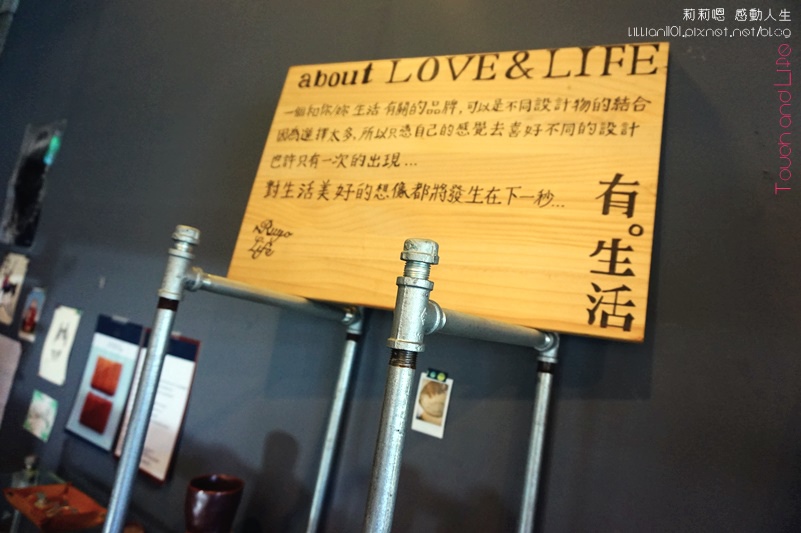 莉莉嗯 感動人生
LiLLian1101.pixnet.net/blog
Touch and LIFE
about LOVE & LIFE
一個和你/妳生活有關的品牌,可以是不同設計物的結合
因為選擇太多,所以只憑自己的感覺去喜好不同的設計
也許只有一次的出現...
對生活美好的想像都將發生在下一秒...
有。生活
Life